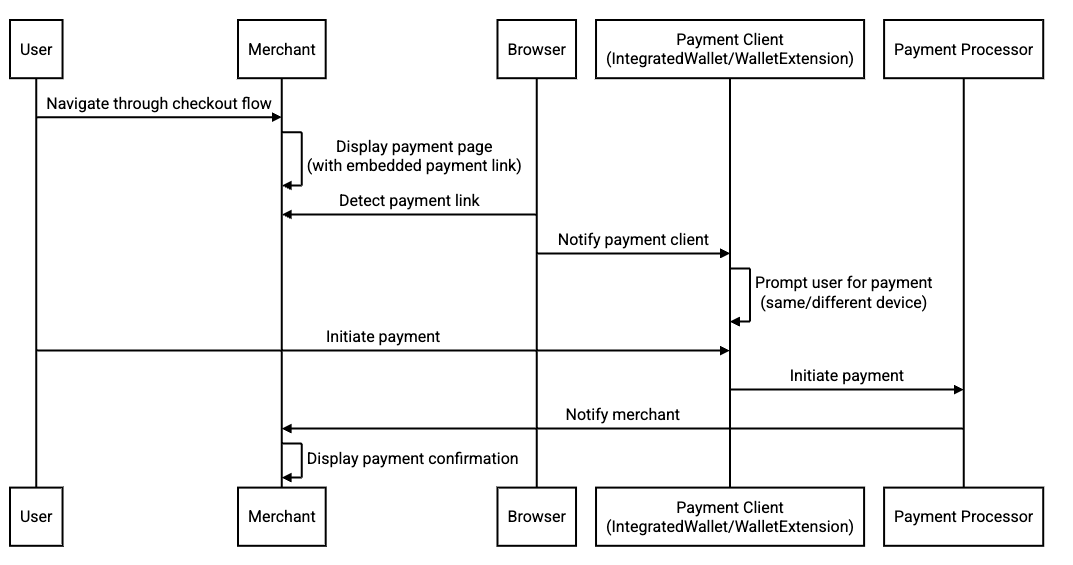 User
Merchant
Browser
Payment Client
(IntegratedWallet/WalletExtension)
Payment Processor
Navigate through checkout flow
Display payment page
(with embedded payment link)
Detect payment link
Notify payment client
Prompt user for payment
(same/different device)
Initiate payment
Initiate payment
Notify merchant
Display payment confirmation
User
Merchant
Browser
Payment Client
(IntegratedWallet/WalletExtension)
Payment Processor